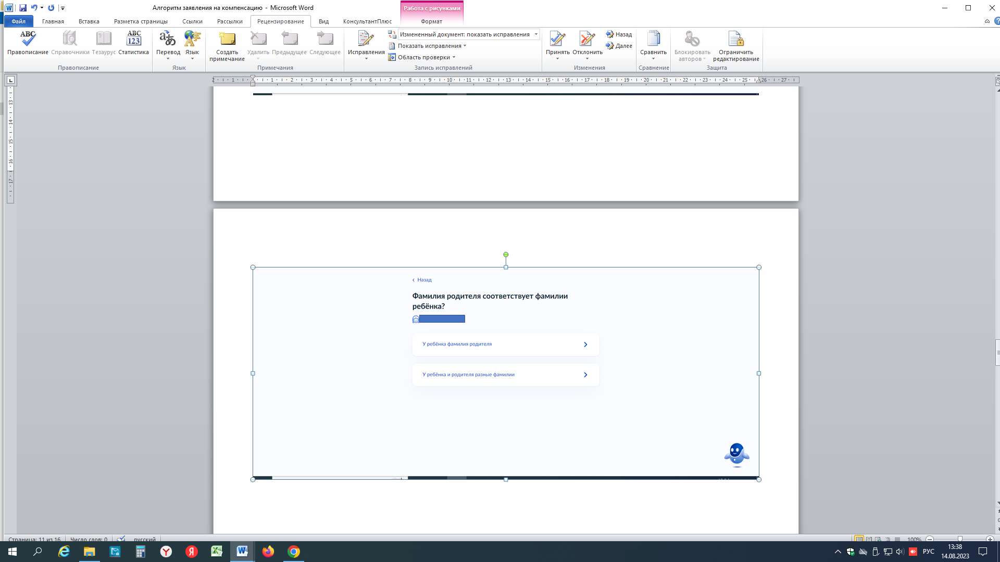 Алгоритм заявления на компенсацию - Microsoft Word
Работа с рисунками
Файл Главная Вставка Разметка страницы Ссылки Рассылки Рецензирование Вид КонсультантПлюс Формат
ABC ABC 123
Правописание Справочники Тезаурус Статистика
Правописание
Перевод Язык
Язык
Создать примечание Удалить Предыдущее Следующее
Примечания
Исправления
Измененный документ: показать исправления
Показать исправления
Область проверки
Запись исправлений
Принять Отклонить
Назад
Далее
Изменения
Сравнить
Сравнение
Блокировать авторов
Ограничить редактирование
Защита
2 1 1 2 3 4 5 6 7 8 9 10 11 12 13 14 15 16 17 18 19 20 21 22 23 24 25 26 27
13
14
15
16
17
Назад
Фамилия родителя соответствует фамилии
ребёнка?
У ребёнка фамилия родителя
У ребёнка и родителя разные фамилии
Страница: 11 из 16 Число слов: 0 русский 100%
РУС
13:38
14.08.2023